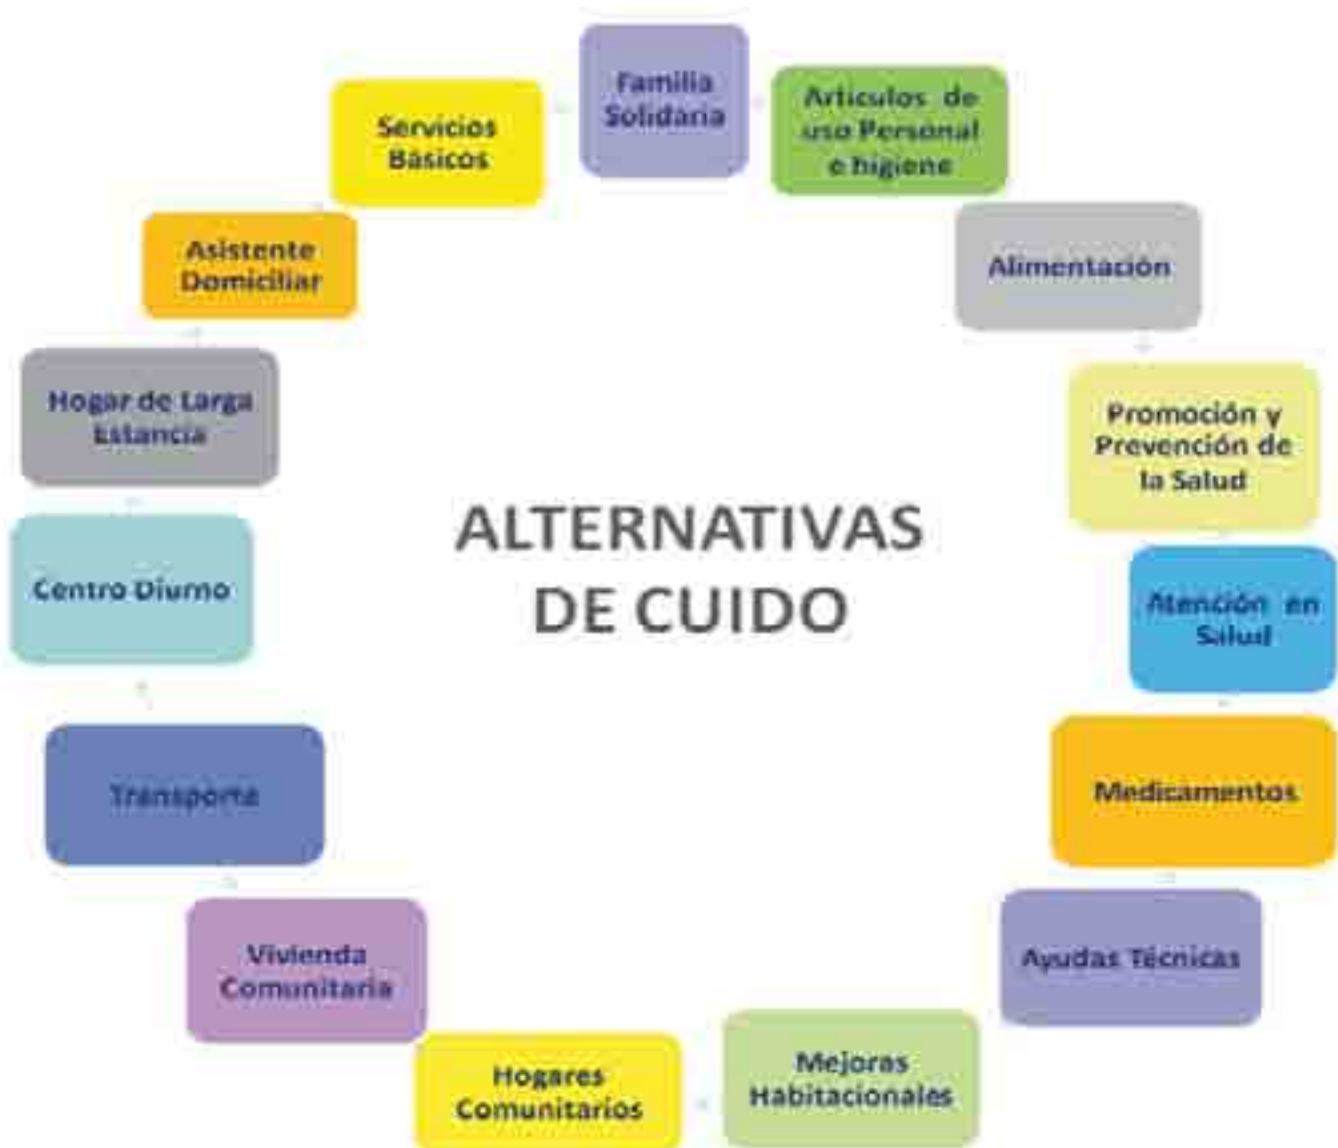 Familia
Solidaria
Artículos de
uso Personal
e higiene
Alimentación
Promoción y
Prevención de
la Salud
Atención en
Salud
Medicamentos
Ayudas Técnicas
Mejoras
Habitacionales
Hogares
Comunitarios
Vivienda
Comunitaria
Transporte
Centro Diurno
Hogar de Larga
Estancia
Asistente
Domiciliar
Servicios
Básicos
ALTERNATIVAS
DE CUIDO